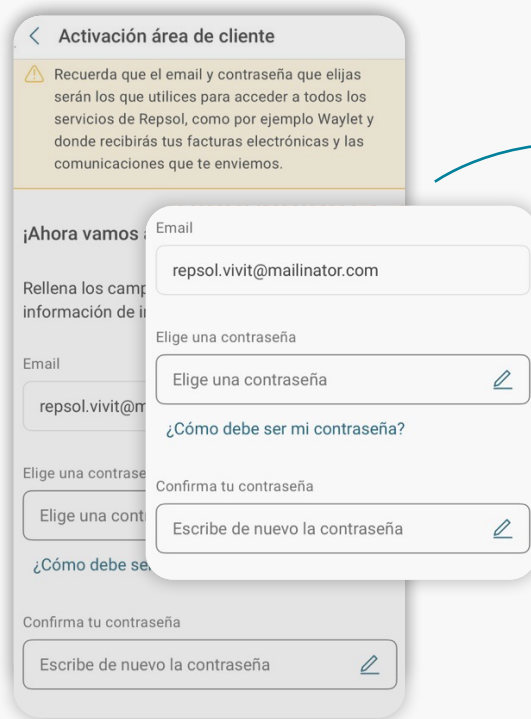 Activación área de cliente
Recuerda que el email y contraseña que elijas
serán los que utilices para acceder a todos los
servicios de Repsol, como por ejemplo Waylet y
donde recibirás tus facturas electrónicas y las
comunicaciones que te enviemos.
¡Ahora vamos
Rellena los camp
información de i
Email
repsol.vivit@m
Elige una contrase
Elige una cont
¿Cómo debe se
Confirma tu contraseña
Escribe de nuevo la contraseña
Email
repsol.vivit@mailinator.com
Elige una contraseña
Elige una contraseña
¿Cómo debe ser mi contraseña?
Confirma tu contraseña
Escribe de nuevo la contraseña